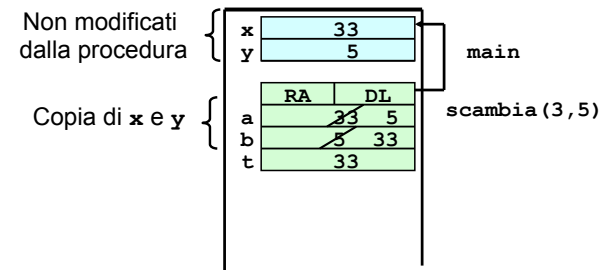 Non modificati
dalla procedura
x 33
y 5
main
RA DL
scambia(3,5)
Copia di x e y
a 33 5
b 5 33
t 33